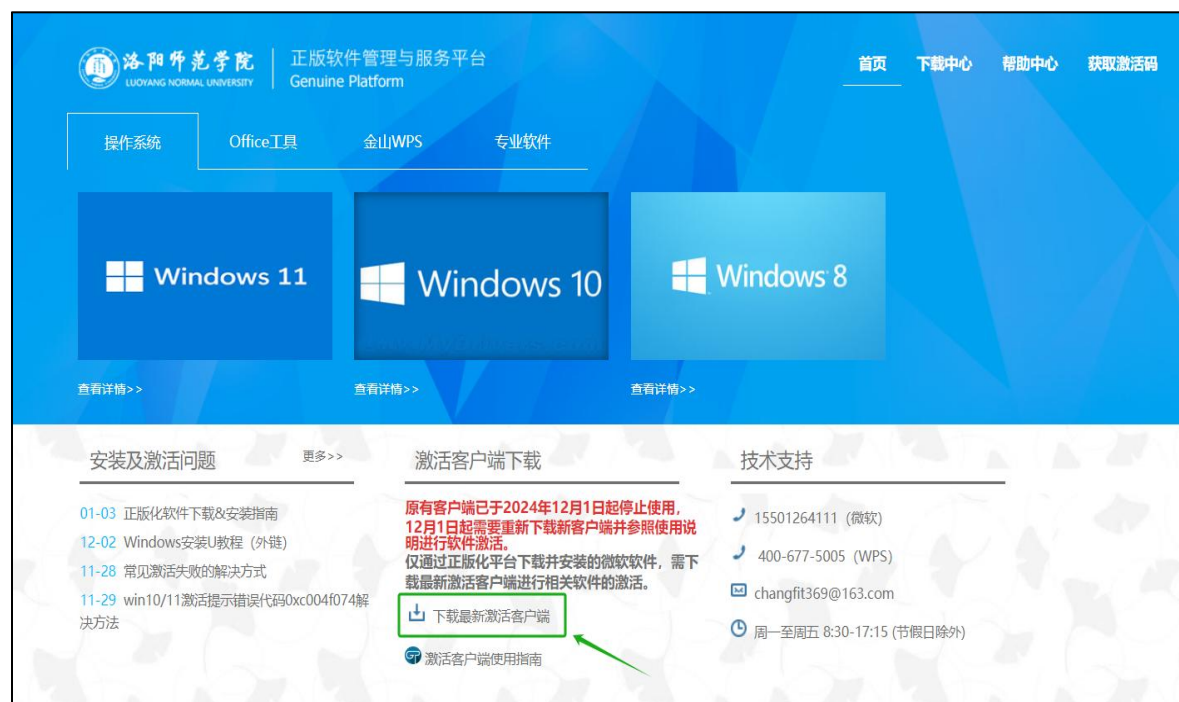 洛阳师范学院
LUOYANG NORMAL UNIVERSITY
正版软件管理与服务平台
Genuine Platform
首页 下载中心 帮助中心 获取激活码
操作系统 Office工具 金山WPS 专业软件
Windows 11
Windows 10
Windows 8
查看详情>> 查看详情>> 查看详情>>
安装及激活问题 更多>>
01-03 正版化软件下载&安装指南
12-02 Windows安装U教程（外链）
11-28 常见激活失败的解决方式
11-29 win10/11激活提示错误代码0xc004f074解
决方法
激活客户端下载
原有客户端已于2024年12月1日起停止使用，
12月1日起需要重新下载新客户端并参照使用说
明进行软件激活。
仅通过正版化平台下载并安装的微软软件，需下
载最新激活客户端进行相关软件的激活。
下载最新激活客户端
激活客户端使用指南
技术支持
15501264111（微软）
400-677-5005（WPS）
changfit369@163.com
周一至周五 8:30-17:15 (节假日除外)